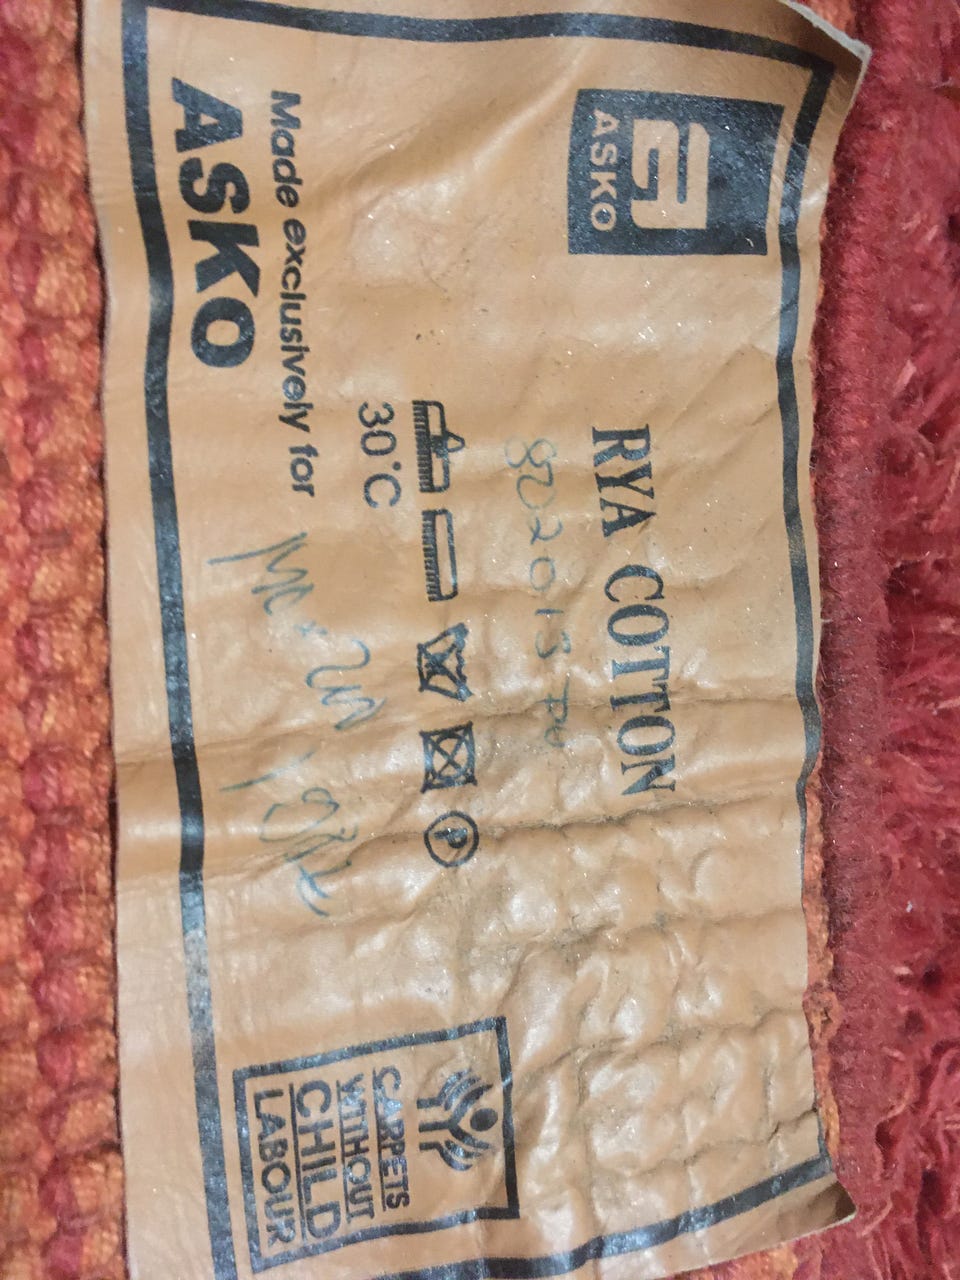 ASKO
RYA COTTON
30°C
P
Made exclusively for
ASKO
CARPETS
WITHOUT
CHILD
LABOUR